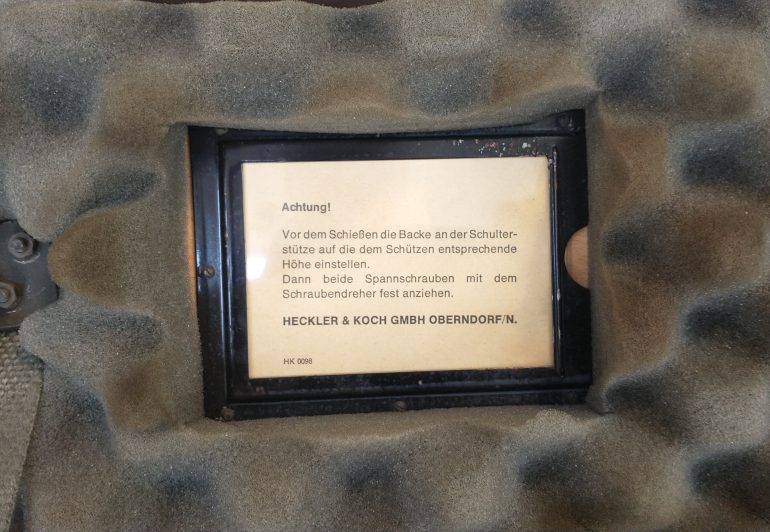 Achtung!
Vor dem Schießen die Backe an der Schulter-
stütze auf die dem Schützen entsprechende
Höhe einstellen.
Dann beide Spannschrauben mit dem
Schraubendreher fest anziehen.
HECKLER & KOCH GMBH OBERNDORF/N.
HK 0098